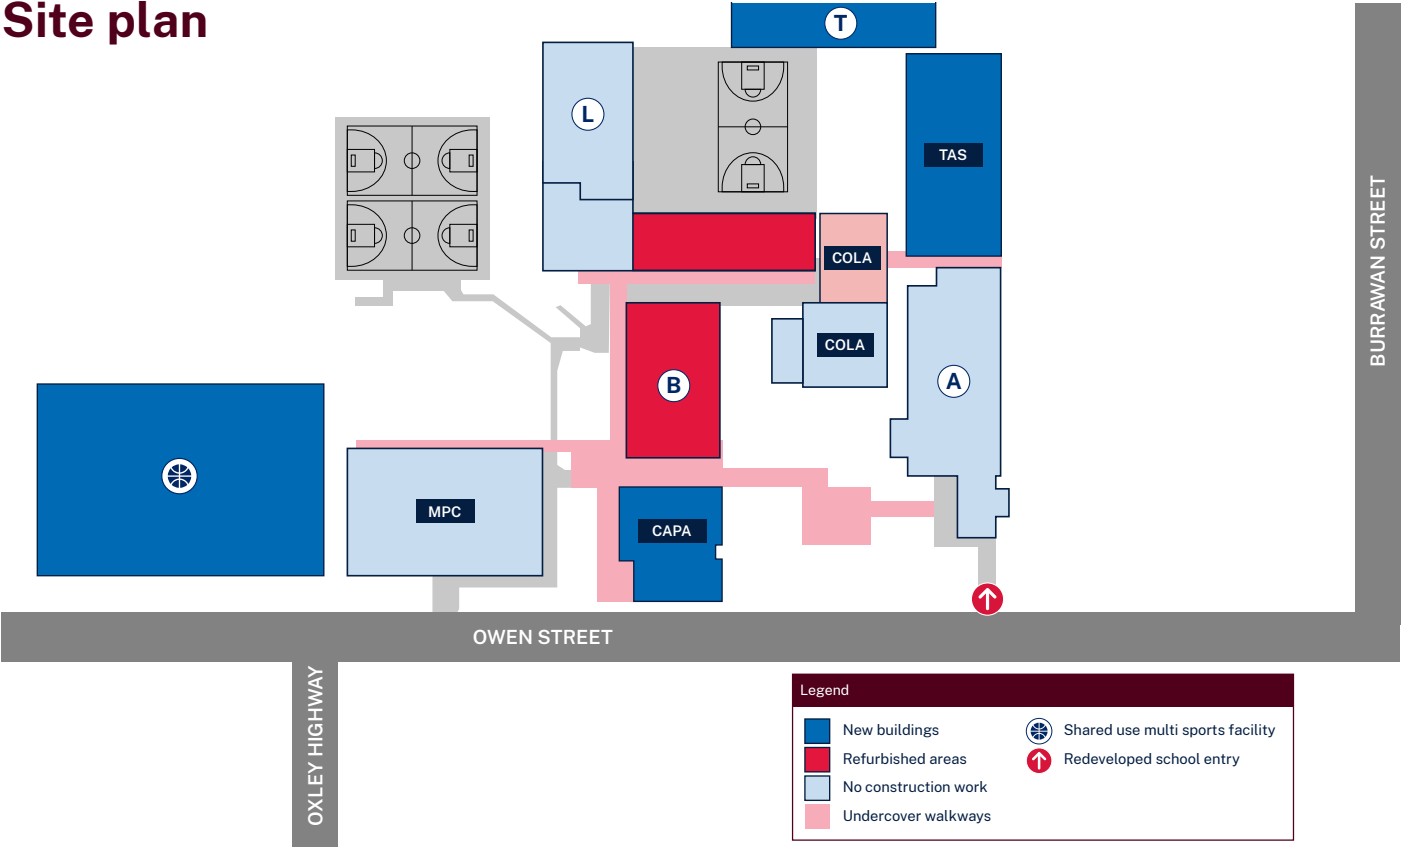 Site plan
T
L
TAS
COLA
COLA
B
A
MPC
CAPA
BURRAWAN STREET
OWEN STREET
OXLEY HIGHWAY
Legend
New buildings
Refurbished areas
No construction work
Undercover walkways
Shared use multi sports facility
Redeveloped school entry